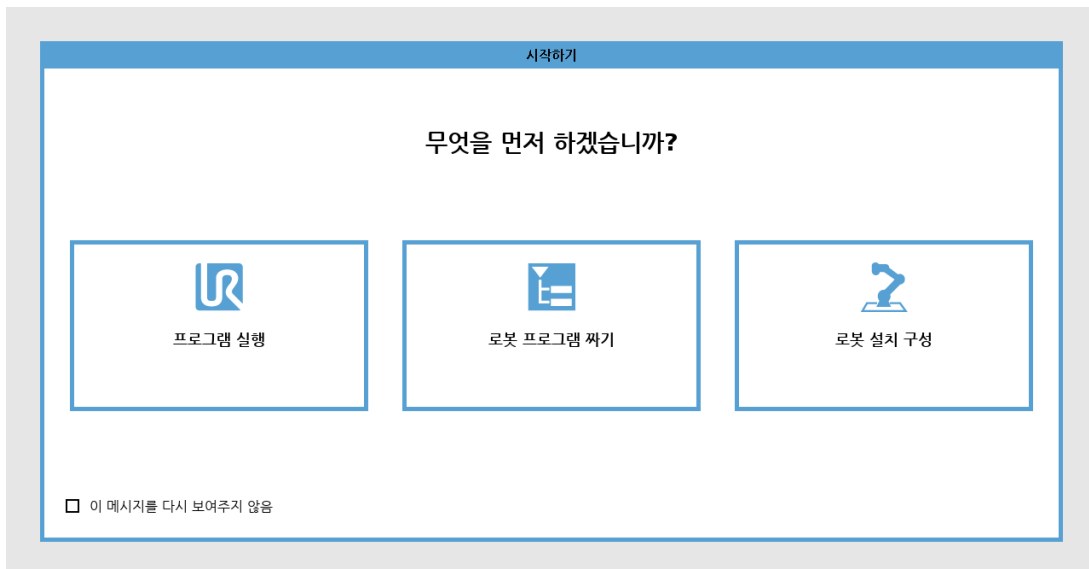 시작하기
무엇을 먼저 하겠습니까?
프로그램 실행
로봇 프로그램 짜기
로봇 설치 구성
이 메시지를 다시 보여주지 않음